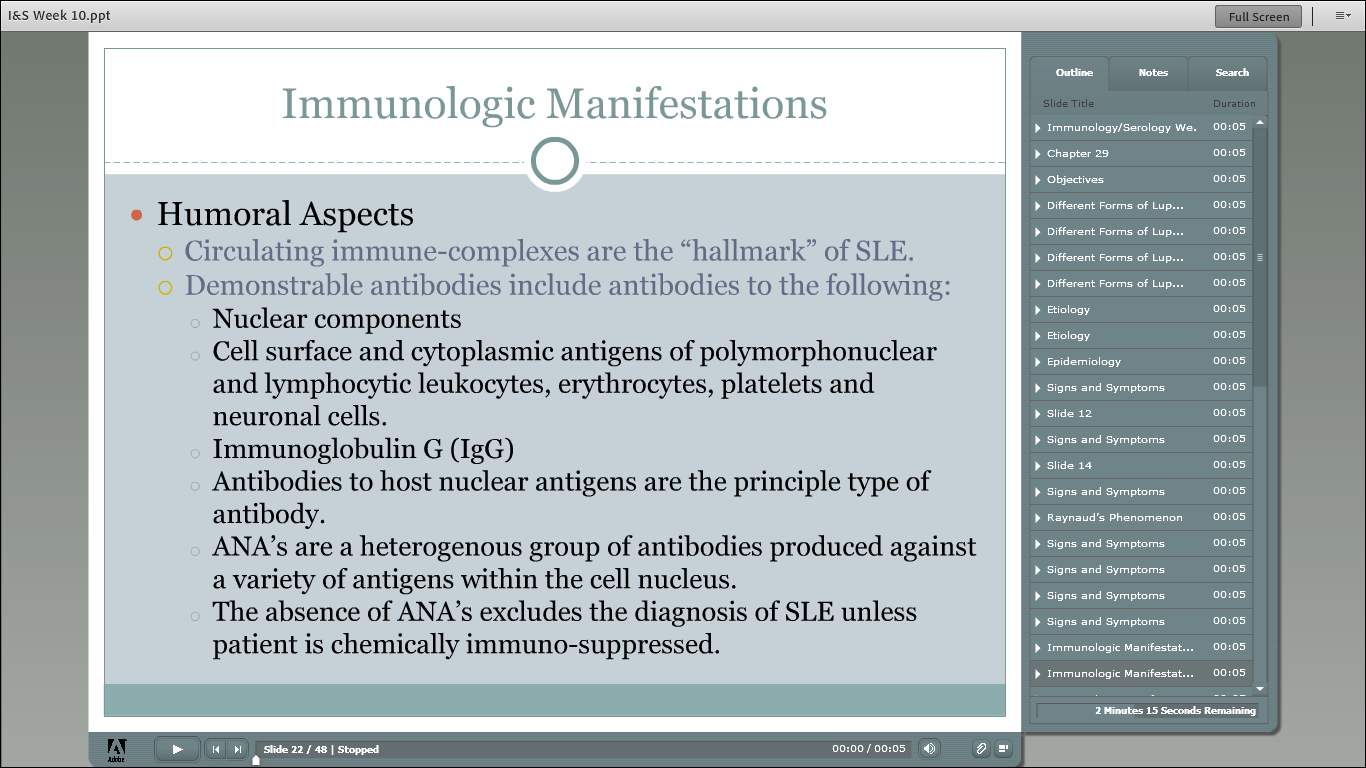 I&S Week 10.ppt
Full Screen
Immunologic Manifestations
Humoral Aspects
Circulating immune-complexes are the “hallmark” of SLE.
Demonstrable antibodies include antibodies to the following:
Nuclear components
Cell surface and cytoplasmic antigens of polymorphonuclear
and lymphocytic leukocytes, erythrocytes, platelets and
neuronal cells.
Immunoglobulin G (IgG)
Antibodies to host nuclear antigens are the principle type of
antibody.
ANA’s are a heterogenous group of antibodies produced against
a variety of antigens within the cell nucleus.
The absence of ANA’s excludes the diagnosis of SLE unless
patient is chemically immuno-suppressed.
Outline Notes Search
Slide Title Duration
Immunology/Serology We. 00:05
Chapter 29 00:05
Objectives 00:05
Different Forms of Lup... 00:05
Different Forms of Lup... 00:05
Different Forms of Lup... 00:05
Different Forms of Lup... 00:05
Etiology 00:05
Etiology 00:05
Epidemiology 00:05
Signs and Symptoms 00:05
Slide 12 00:05
Signs and Symptoms 00:05
Slide 14 00:05
Signs and Symptoms 00:05
Raynaud’s Phenomenon 00:05
Signs and Symptoms 00:05
Signs and Symptoms 00:05
Signs and Symptoms 00:05
Signs and Symptoms 00:05
Immunologic Manifestat... 00:05
Immunologic Manifestat... 00:05
2 Minutes 15 Seconds Remaining
Adobe
Slide 22 / 48 | Stopped
00:00 / 00:05